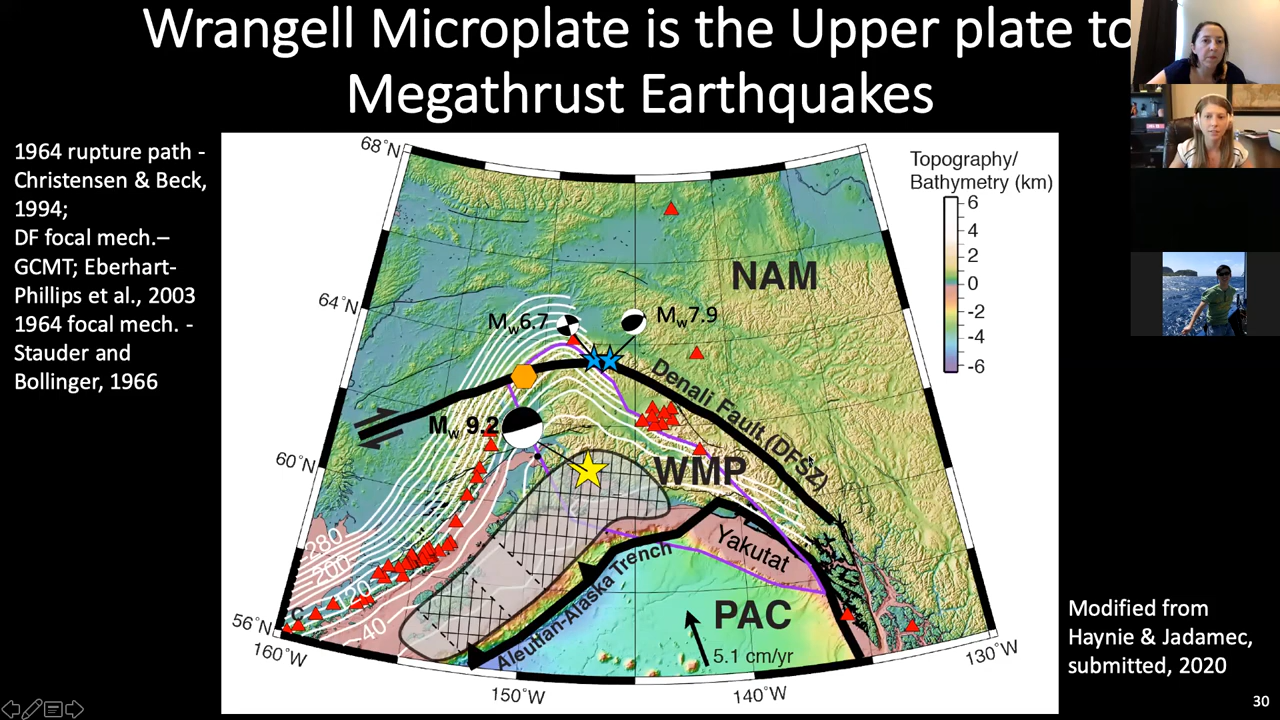 Wrangell Microplate is the Upper plate to
Megathrust Earthquakes
1964 rupture path -
Christensen & Beck,
1994;
DF focal mech.–
GCMT; Eberhart-
Phillips et al., 2003
1964 focal mech. -
Stauder and
Bollinger, 1966
68°N
64°N
60°N
56°N
160°W
150°W
140°W
130°W
Topography/
Bathymetry (km)
6
4
2
0
-2
-4
-6
NAM
Mw6.7
Mw7.9
Denali Fault (DFSZ)
Mw 9.2
WMP
Yakutat
Aleutian-Alaska Trench
PAC
5.1 cm/yr
280
200
120
40
Modified from
Haynie & Jadamec,
submitted, 2020
30